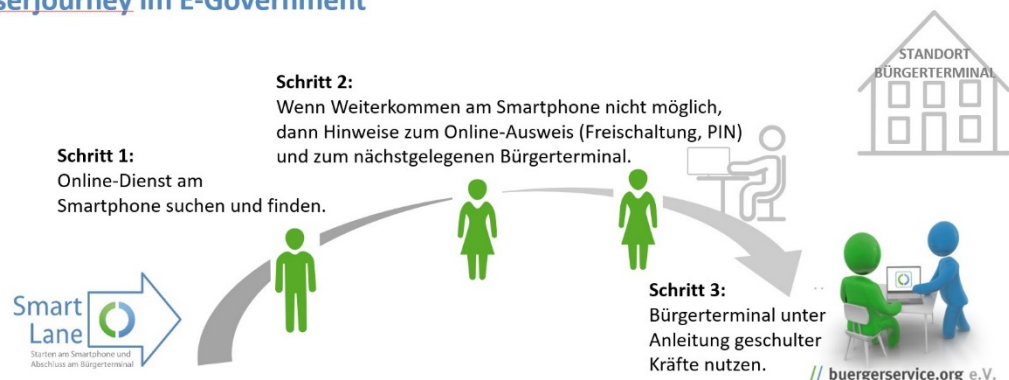 serjourney im E-Government
STANDORT
BÜRGERTERMINAL
Schritt 2:
Wenn Weiterkommen am Smartphone nicht möglich,
dann Hinweise zum Online-Ausweis (Freischaltung, PIN)
und zum nächstgelegenen Bürgerterminal.
Schritt 1:
Online-Dienst am
Smartphone suchen und finden.
Smart
Lane
Starten am Smartphone und
Abschluss am Bürgerterminal
Schritt 3:
Bürgerterminal unter
Anleitung geschulter
Kräfte nutzen.
// buergerservice.org e.V.